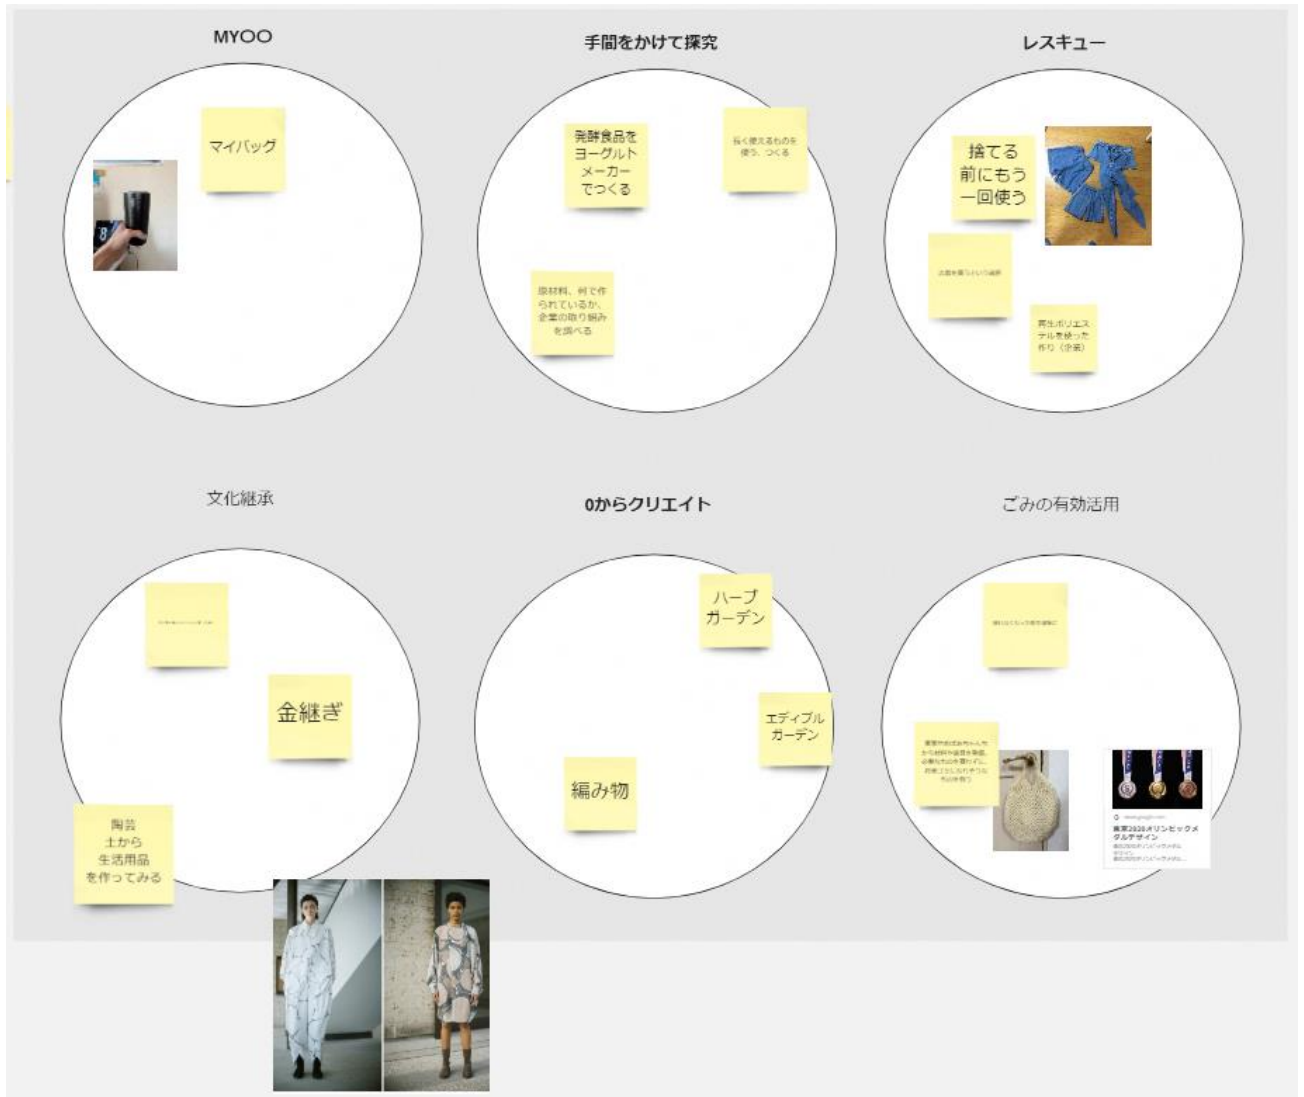 MYOO
マイバッグ
手間をかけて探究
発酵食品を
ヨーグルト
メーカー
でつくる
長く使えるものを
使う、つくる
原材料、何で作
られているか、
企業の取り組み
を調べる
レスキュー
捨てる
前にもう
一回使う
再生ポリエス
テルを使った
作り（企業）
文化継承
金継ぎ
陶芸
土から
生活用品
を作ってみる
0からクリエイト
ハーブ
ガーデン
エディブル
ガーデン
編み物
ごみの有効活用
東京2020オリンピックメ
ダルデザイン